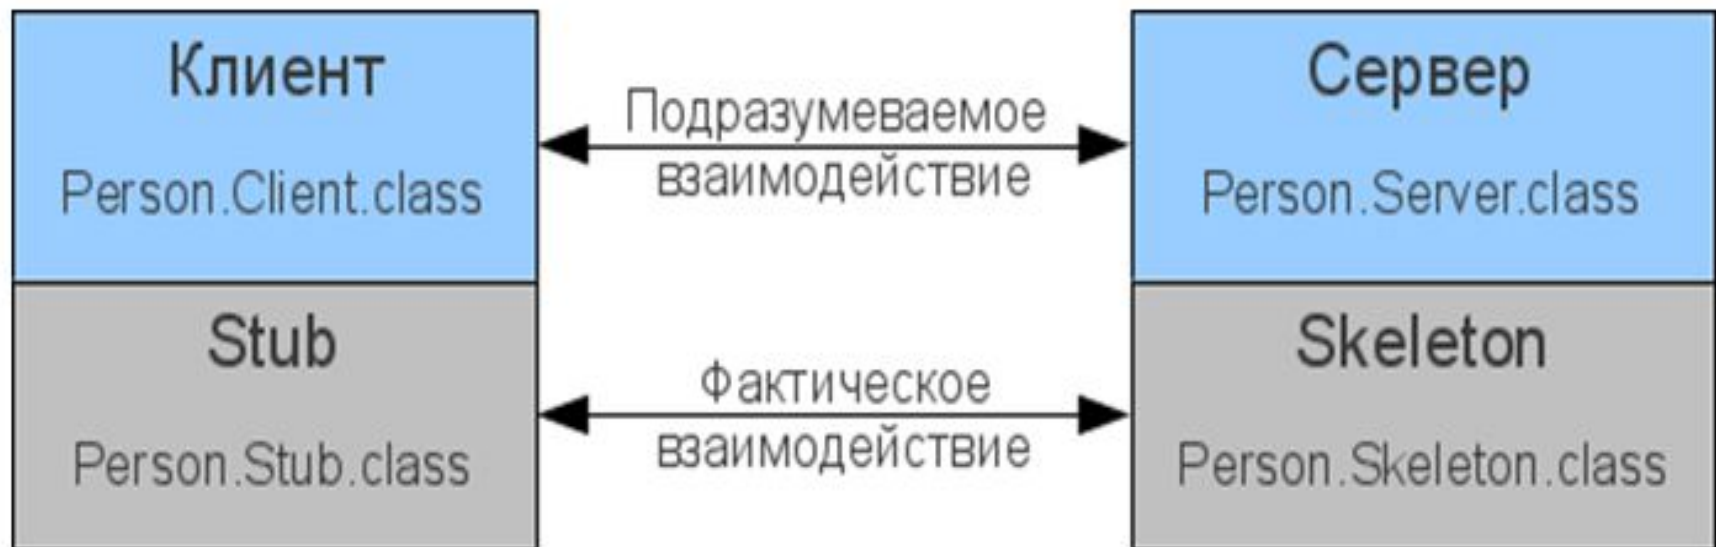 Клиент
Person.Client.class
Stub
Person.Stub.class
Подразумеваемое
взаимодействие
Фактическое
взаимодействие
Сервер
Person.Server.class
Skeleton
Person.Skeleton.class